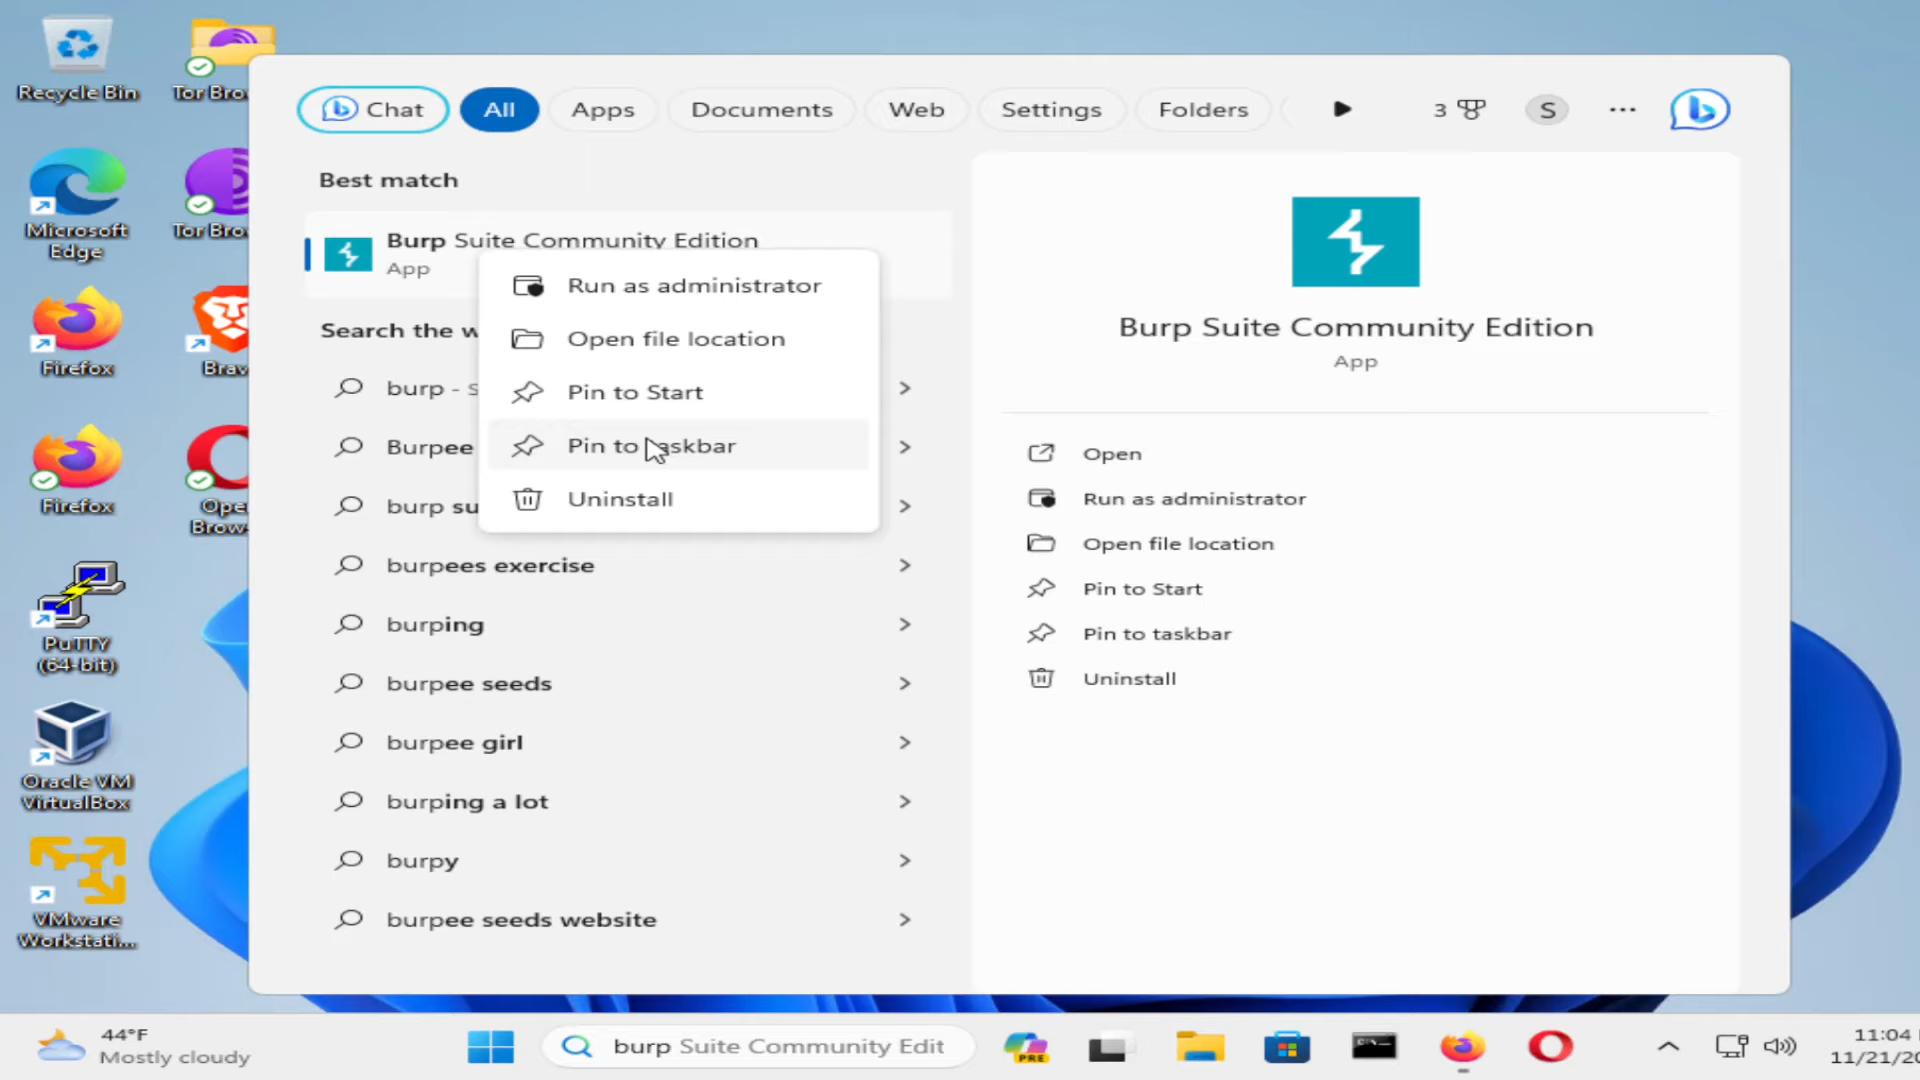 Recycle Bin
Tor Bro
Microsoft
Edge
Tor Bro
Firefox
Brav
Firefox
Ope
Brow
PuTTY
(64-bit)
Oracle VM
VirtualBox
VMware
Workstati...
Chat
All
Apps
Documents
Web
Settings
Folders
3
S
Best match
Burp Suite Community Edition
App
Search the w
burp - s
Burpee
burp su
burpees exercise
burping
burpee seeds
burpee girl
burping a lot
burpy
burpee seeds website
Run as administrator
Open file location
Pin to Start
Pin to taskbar
Uninstall
Burp Suite Community Edition
App
Open
Run as administrator
Open file location
Pin to Start
Pin to taskbar
Uninstall
44°F
Mostly cloudy
burp Suite Community Edit
PRE
11:04
11/21/20